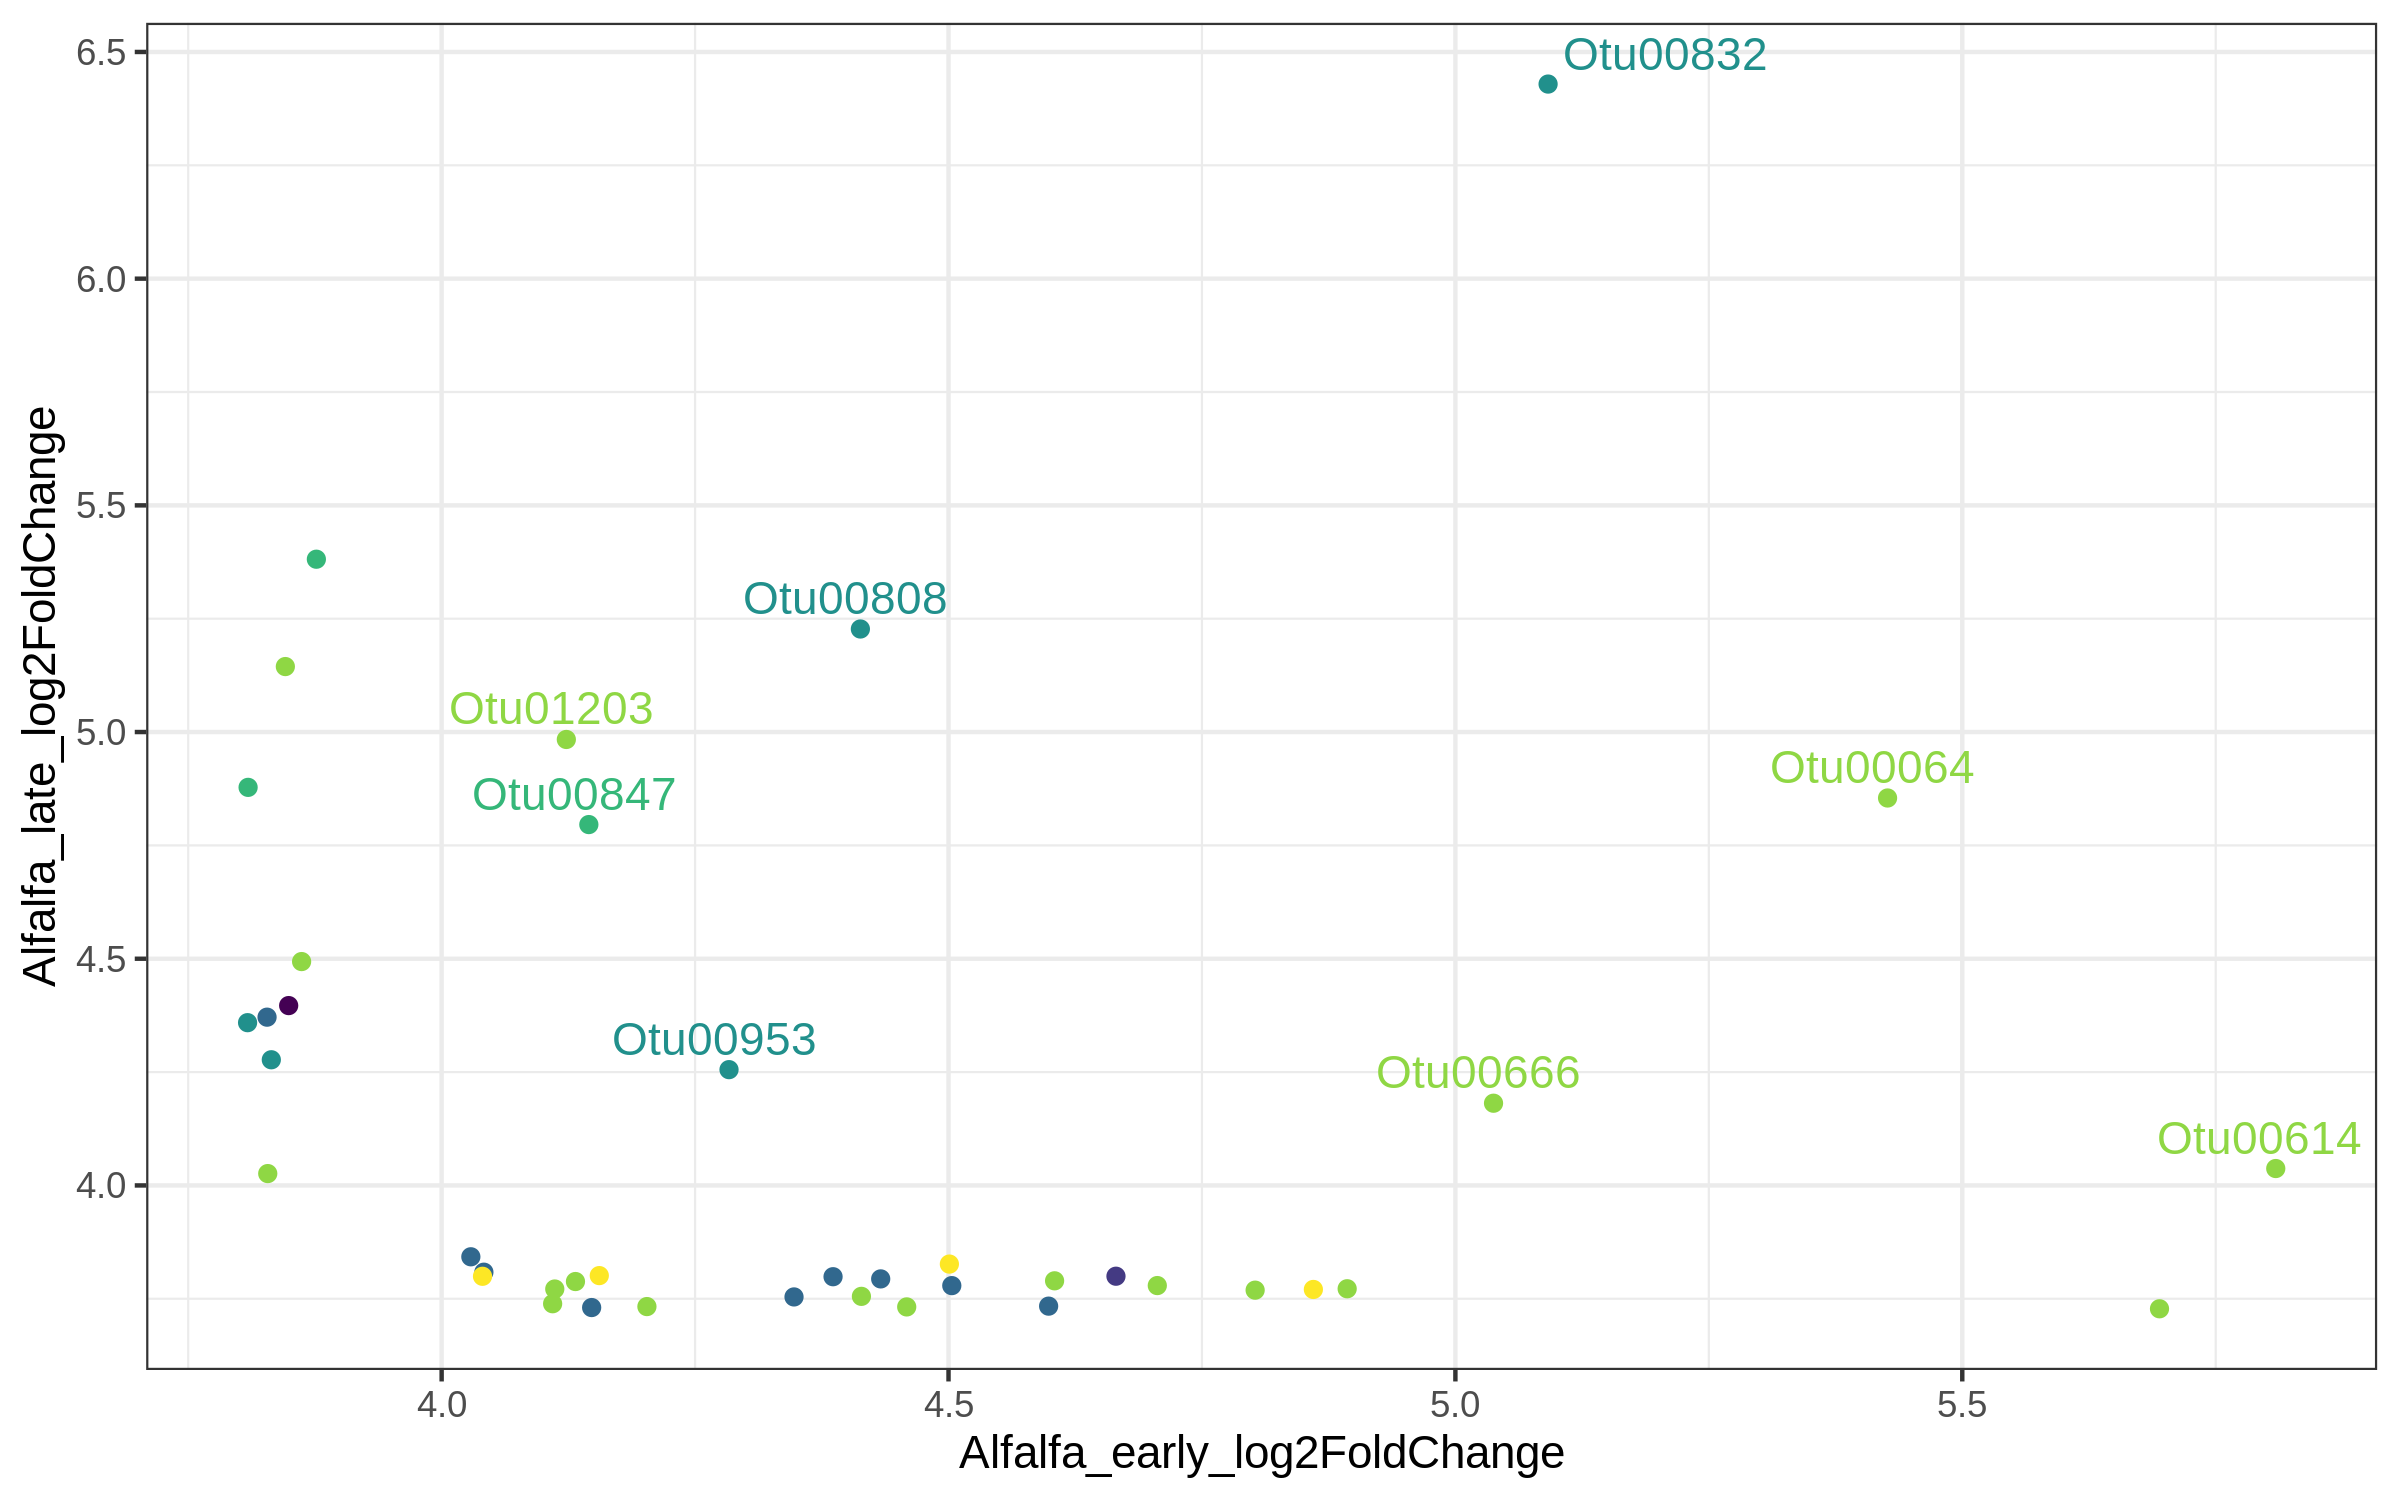 6.5
6.0
5.5
5.0
4.5
4.0
Alfalfa_late_log2FoldChange
Otu00832
Otu00808
Otu01203
Otu00064
Otu00847
Otu00953
Otu00666
Otu00614
4.0 4.5 5.0 5.5
Alfalfa_early_log2FoldChange